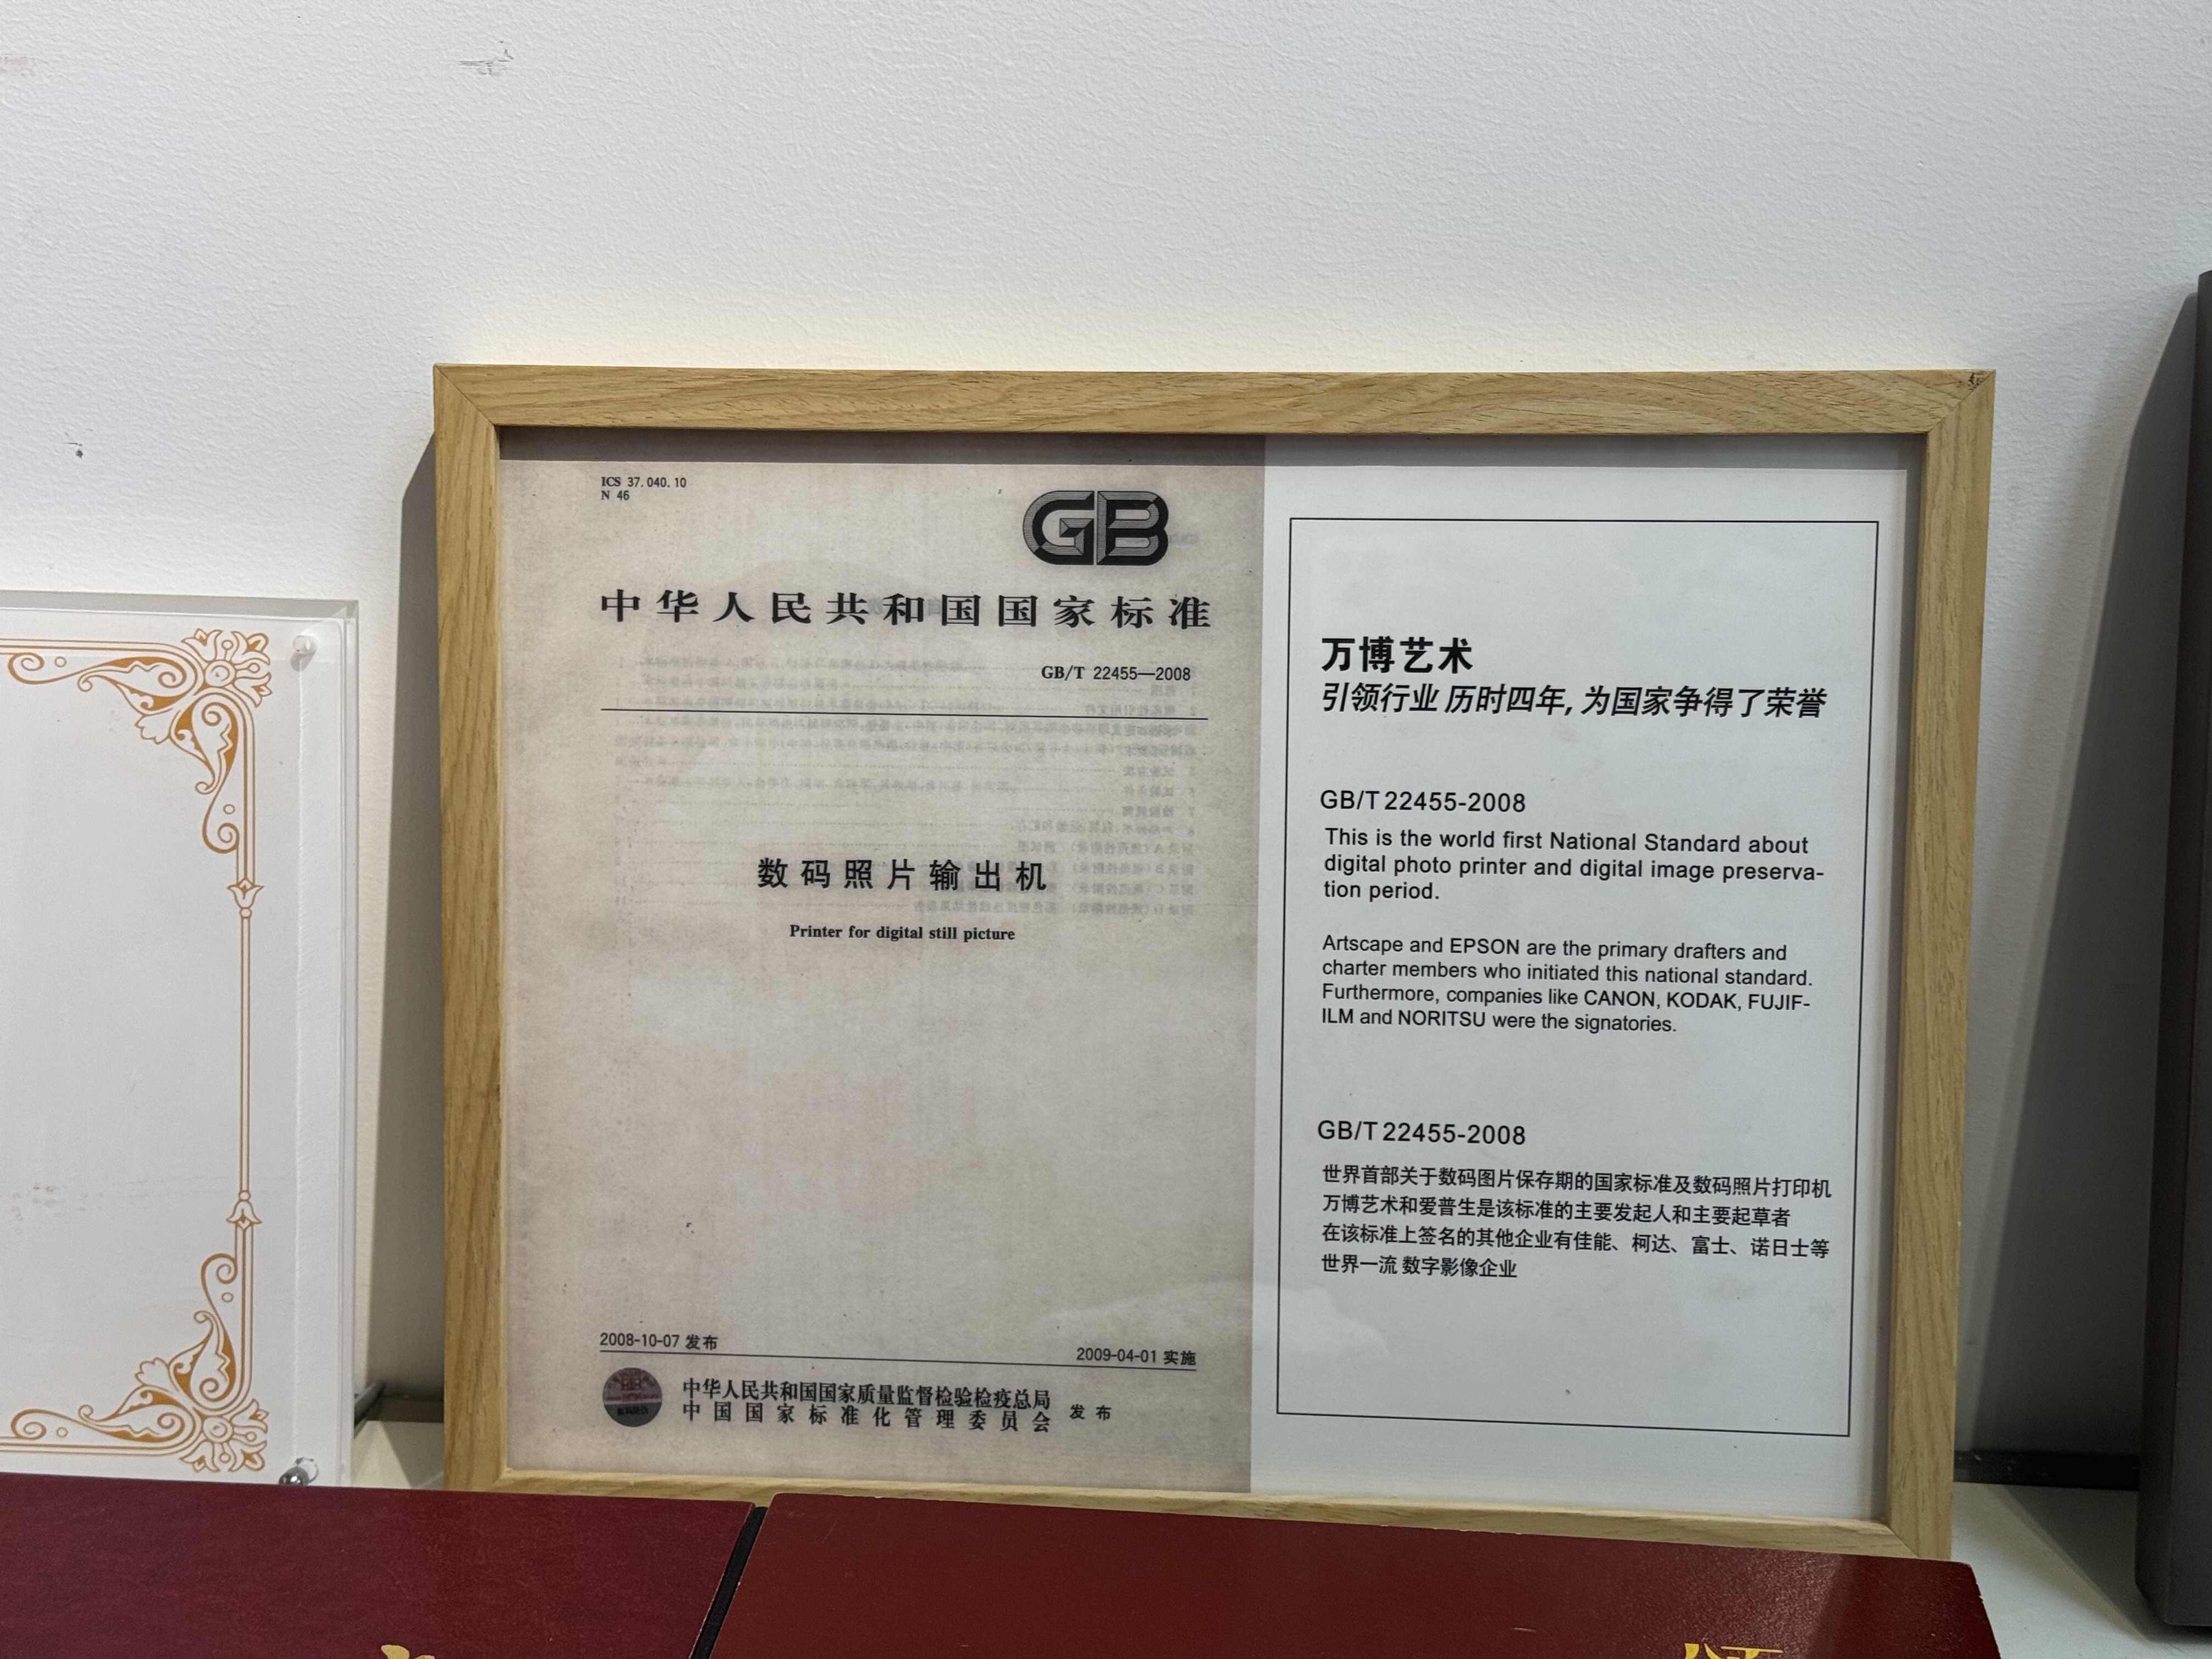 ICS 37.040.10
N 46
GB
中华人民共和国国家标准
GB/T 22455—2008
数码照片输出机
Printer for digital still picture
2008-10-07 发布
2009-04-01 实施
中华人民共和国国家质量监督检验检疫总局
中国国家标准化管理委员会
发布
万博艺术
引领行业 历时四年, 为国家争得了荣誉
GB/T 22455-2008
This is the world first National Standard about
digital photo printer and digital image preserva-
tion period.
Artscape and EPSON are the primary drafters and
charter members who initiated this national standard.
Furthermore, companies like CANON, KODAK, FUJIF-
ILM and NORITSU were the signatories.
GB/T 22455-2008
世界首部关于数码图片保存期的国家标准及数码照片打印机
万博艺术和爱普生是该标准的主要发起人和主要起草者
在该标准上签名的其他企业有佳能、柯达、富士、诺日士等
世界一流 数字影像企业